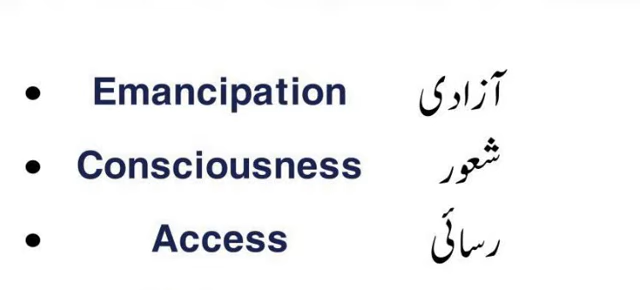 • Emancipation آزادی
• Consciousness شعور
• Access رسائی